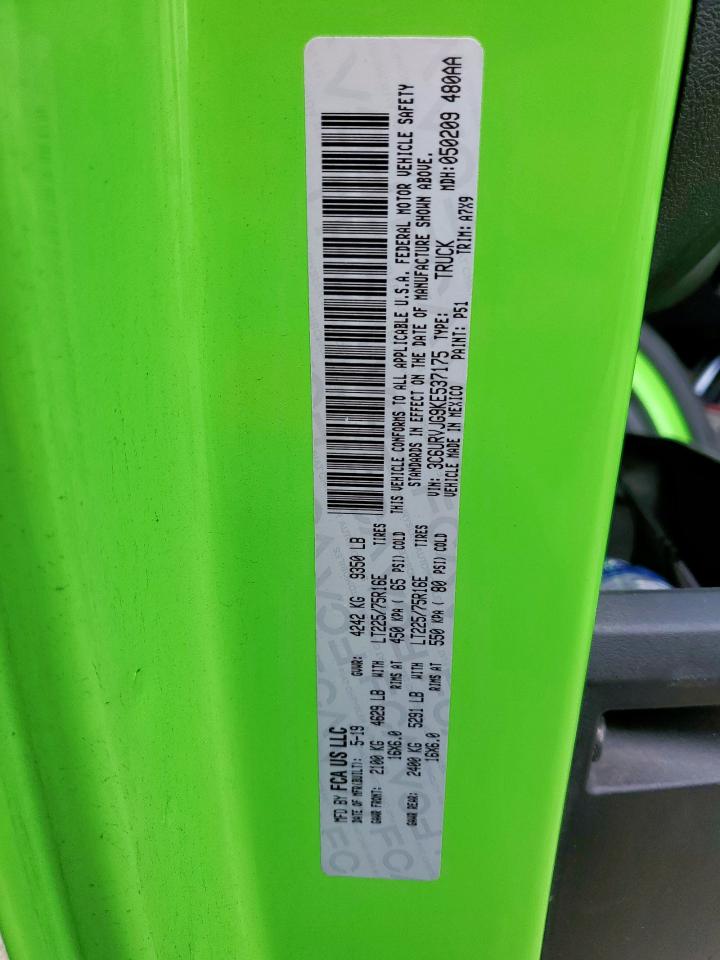 MFD BY FCA US LLC
DATE OF MFR(BUILT): 5-19 GVWR: 4242 KG 9350 LB
GAWR FRONT: 2100 KG 4629 LB WITH LT225/75R16E TIRES
16X6.0 RIMS AT 450 KPA ( 65 PSI) COLD
GAWR REAR: 2400 KG 5291 LB WITH LT225/75R16E TIRES
16X6.0 RIMS AT 550 KPA ( 80 PSI) COLD
THIS VEHICLE CONFORMS TO ALL APPLICABLE U.S.A. FEDERAL MOTOR VEHICLE SAFETY
STANDARDS IN EFFECT ON THE DATE OF MANUFACTURE SHOWN ABOVE.
VIN: 3C6URVJG9KE537175 TYPE: TRUCK MDH: 050209 480AA
VEHICLE MADE IN MEXICO PAINT: P51 TRIM: A7X9